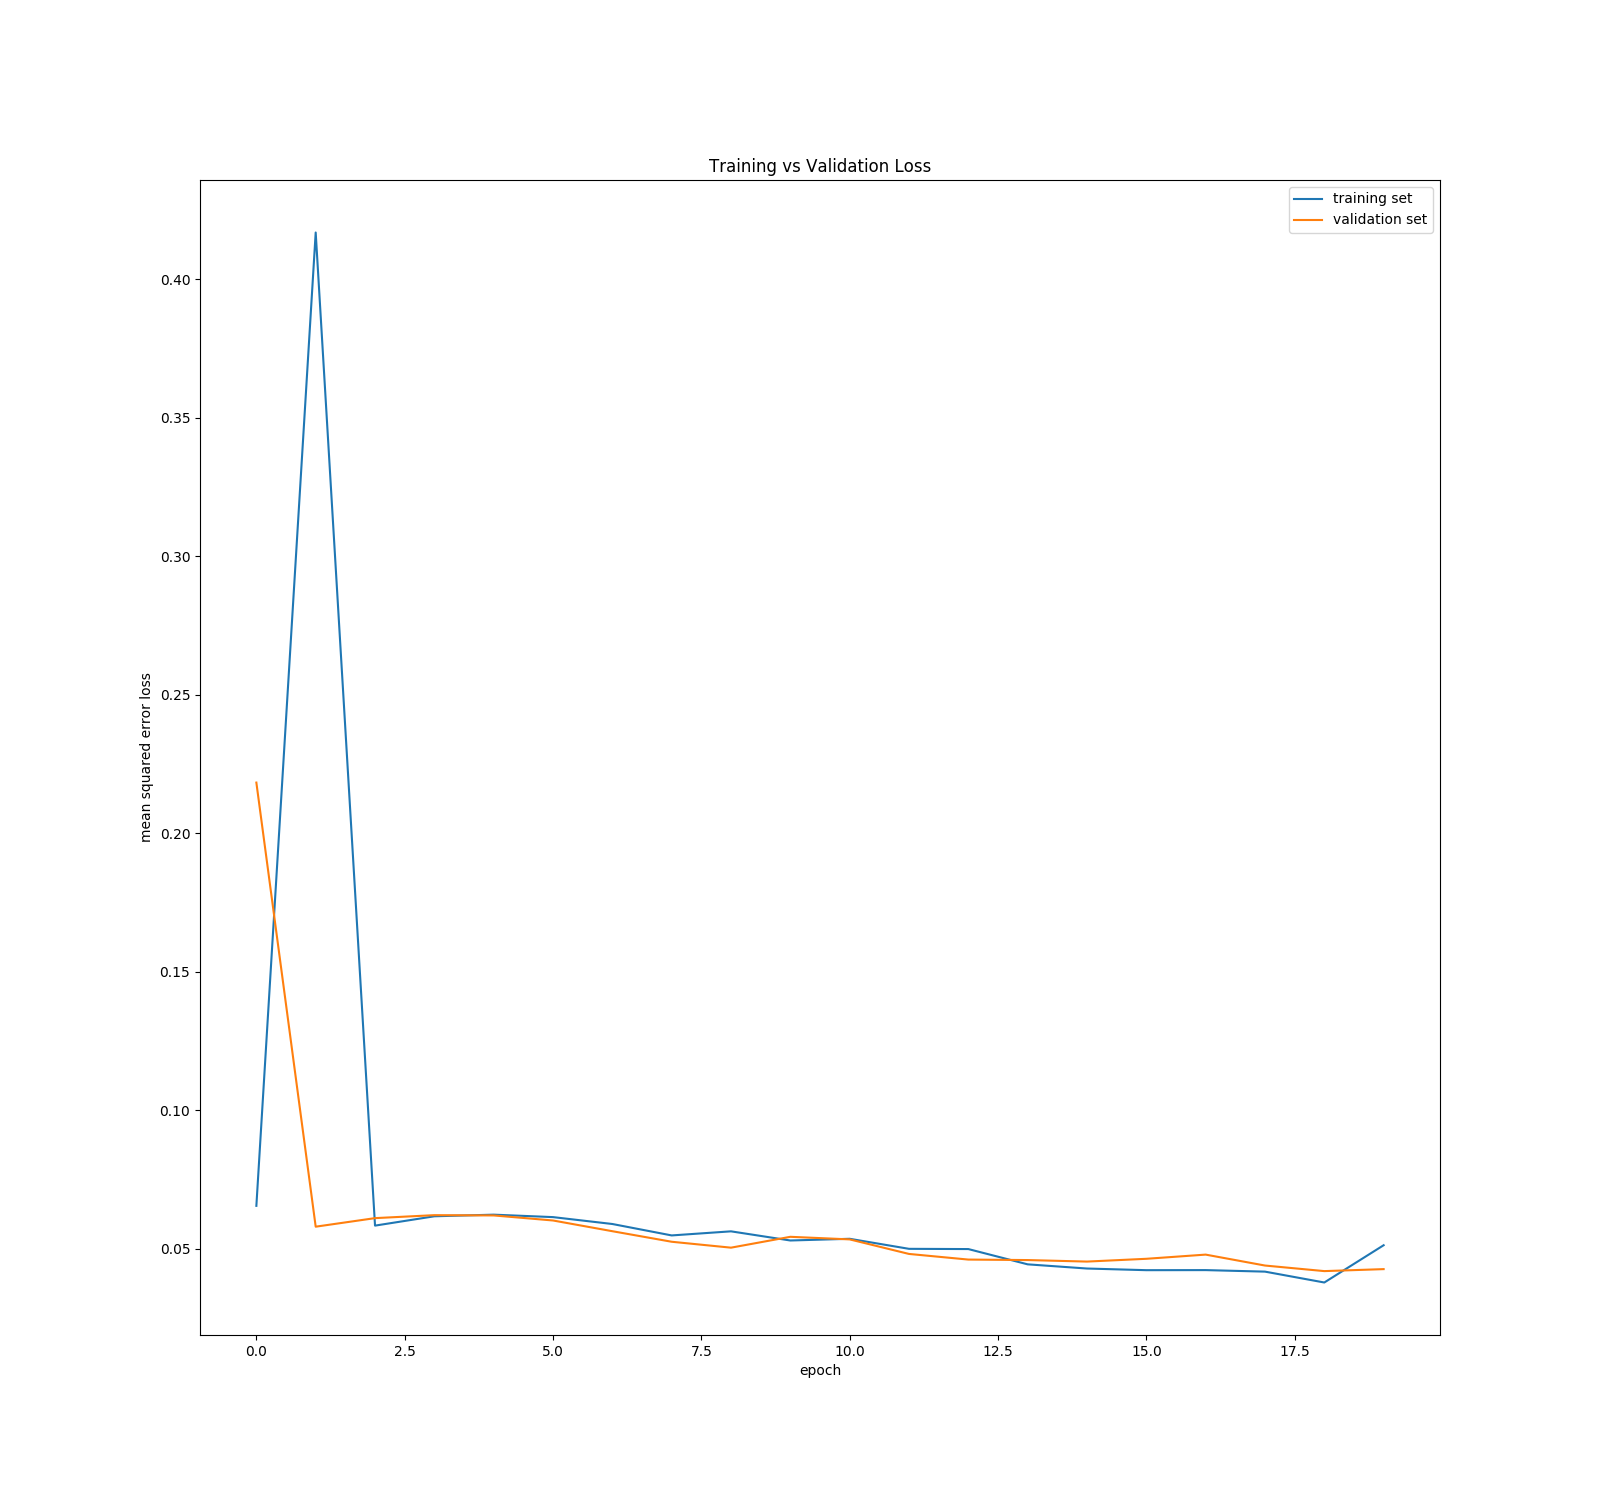 Training vs Validation Loss
training set
validation set
0.40
0.35
0.30
0.25
0.20
0.15
0.10
0.05
mean squared error loss
0.0 2.5 5.0 7.5 10.0 12.5 15.0 17.5
epoch